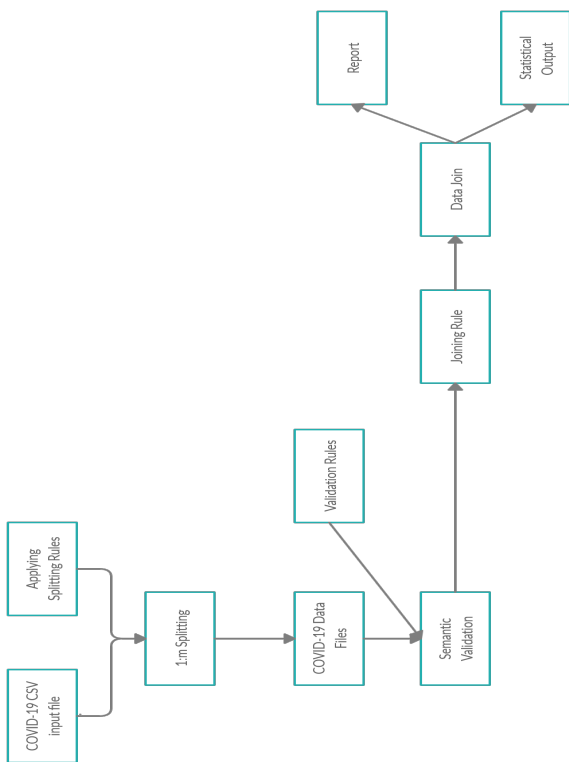 COVID-19 CSV
input file
Applying
Splitting Rules
1:m Splitting
COVID-19 Data
Files
Validation Rules
Semantic
Validation
Joining Rule
Data Join
Report
Statistical
Output